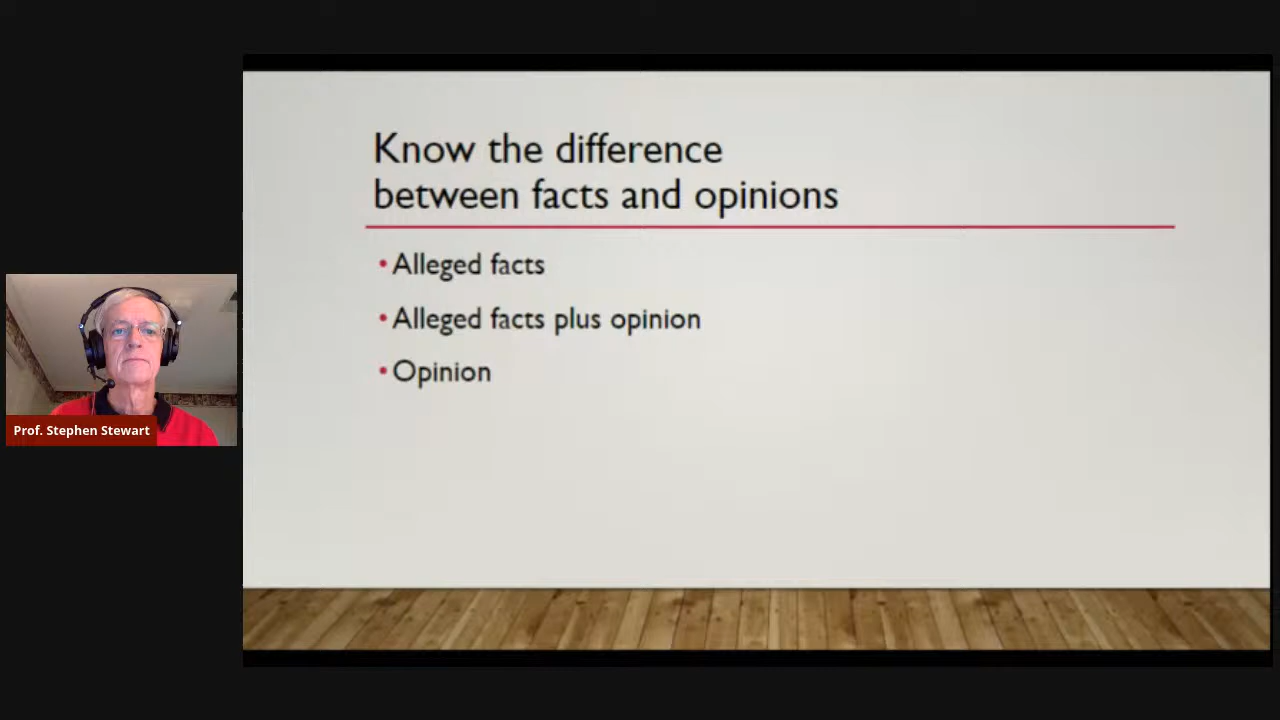 Know the difference
between facts and opinions
• Alleged facts
• Alleged facts plus opinion
• Opinion
Prof. Stephen Stewart